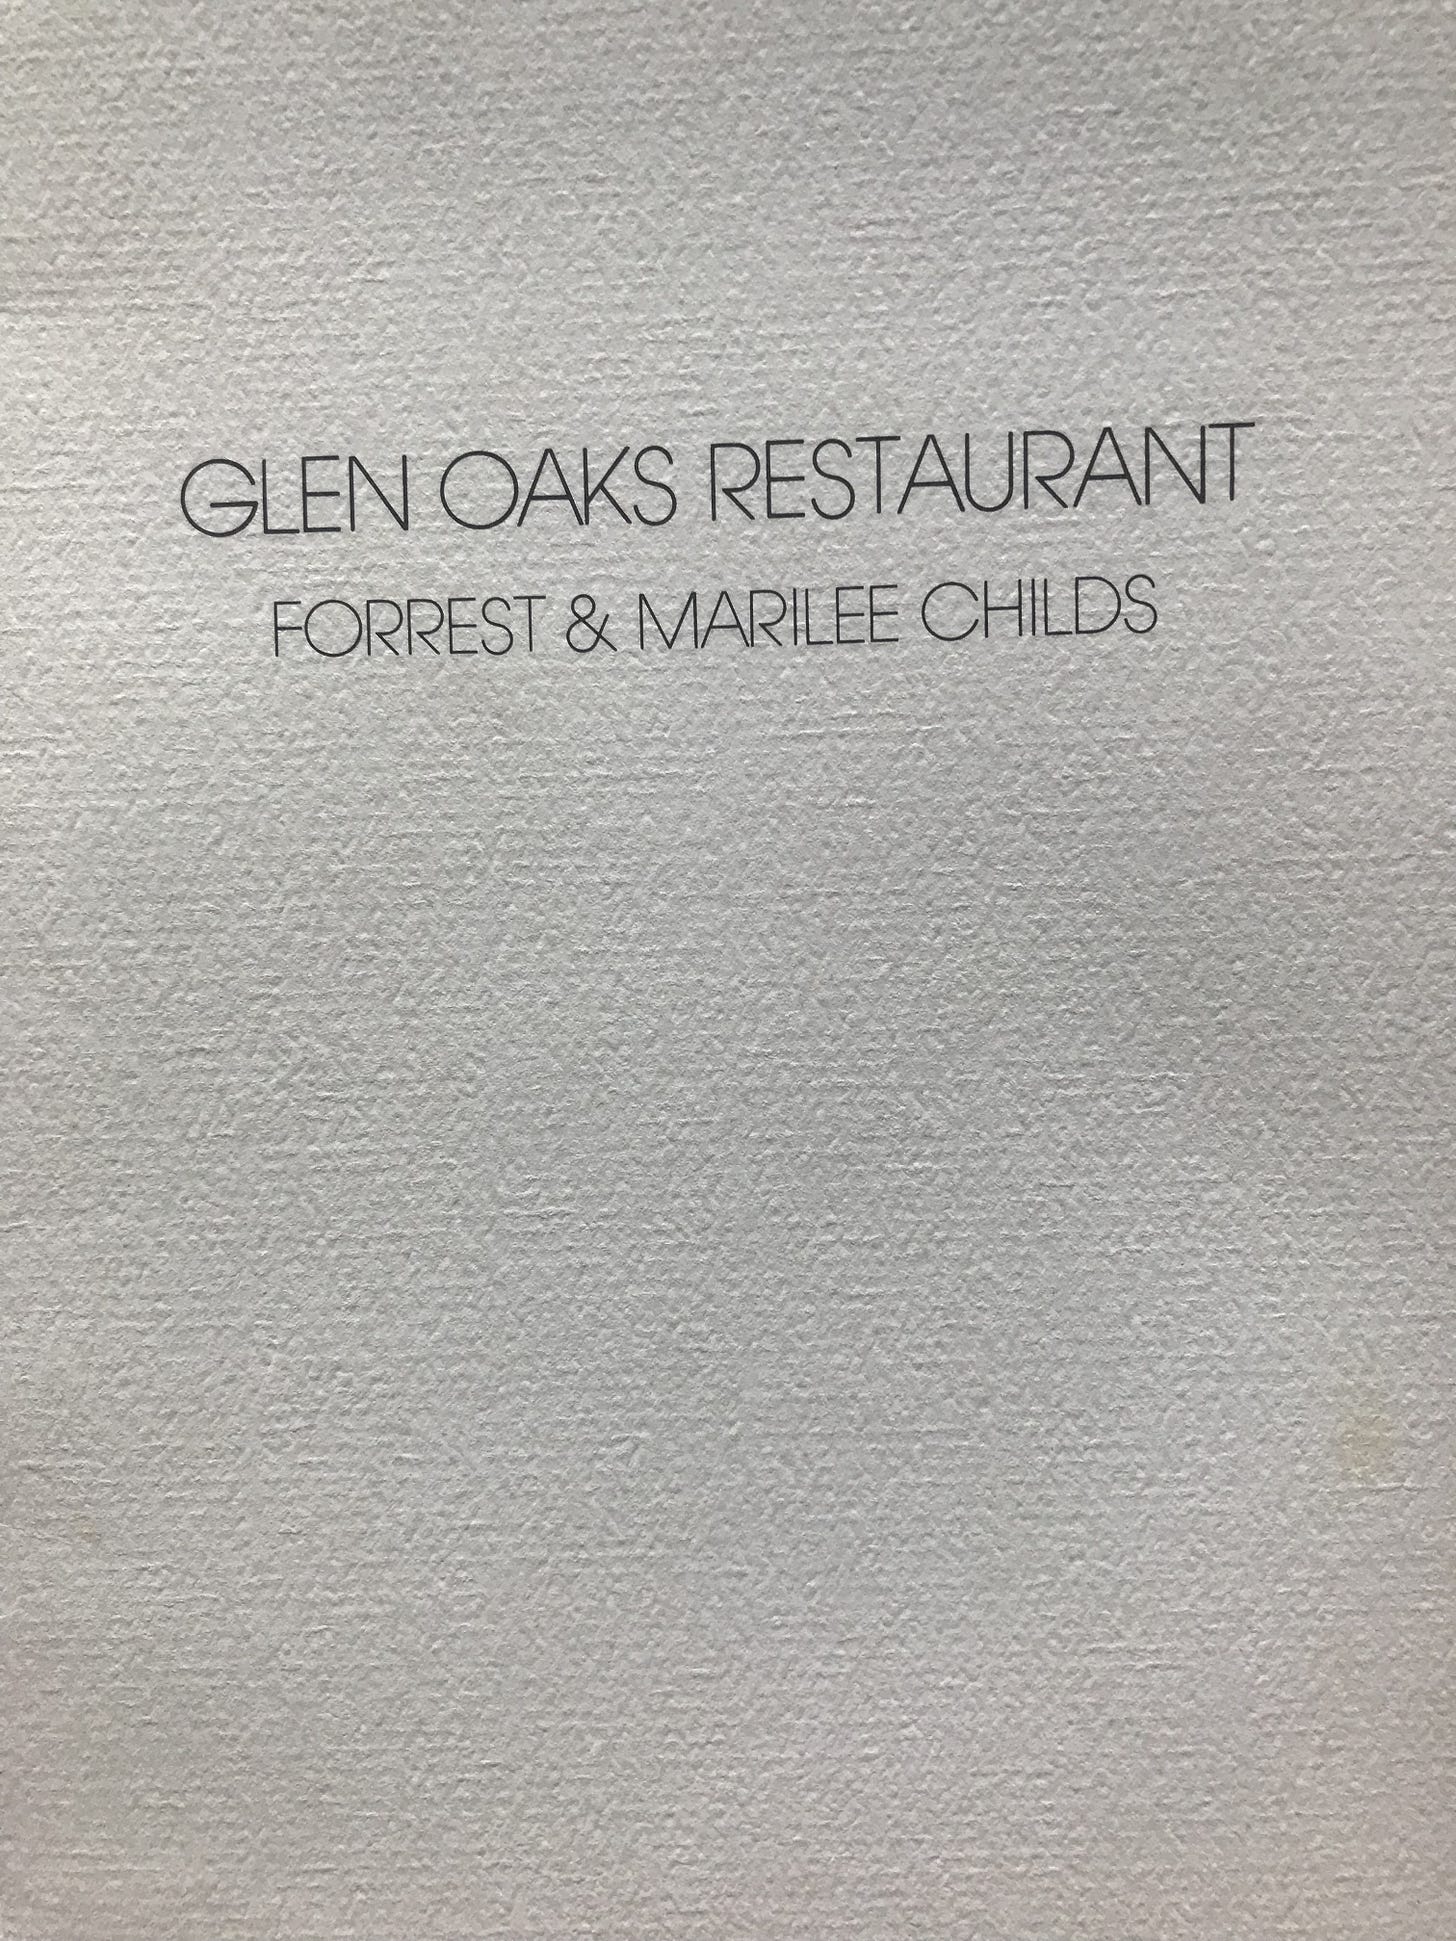 GLEN OAKS RESTAURANT
FORREST & MARILEE CHILDS